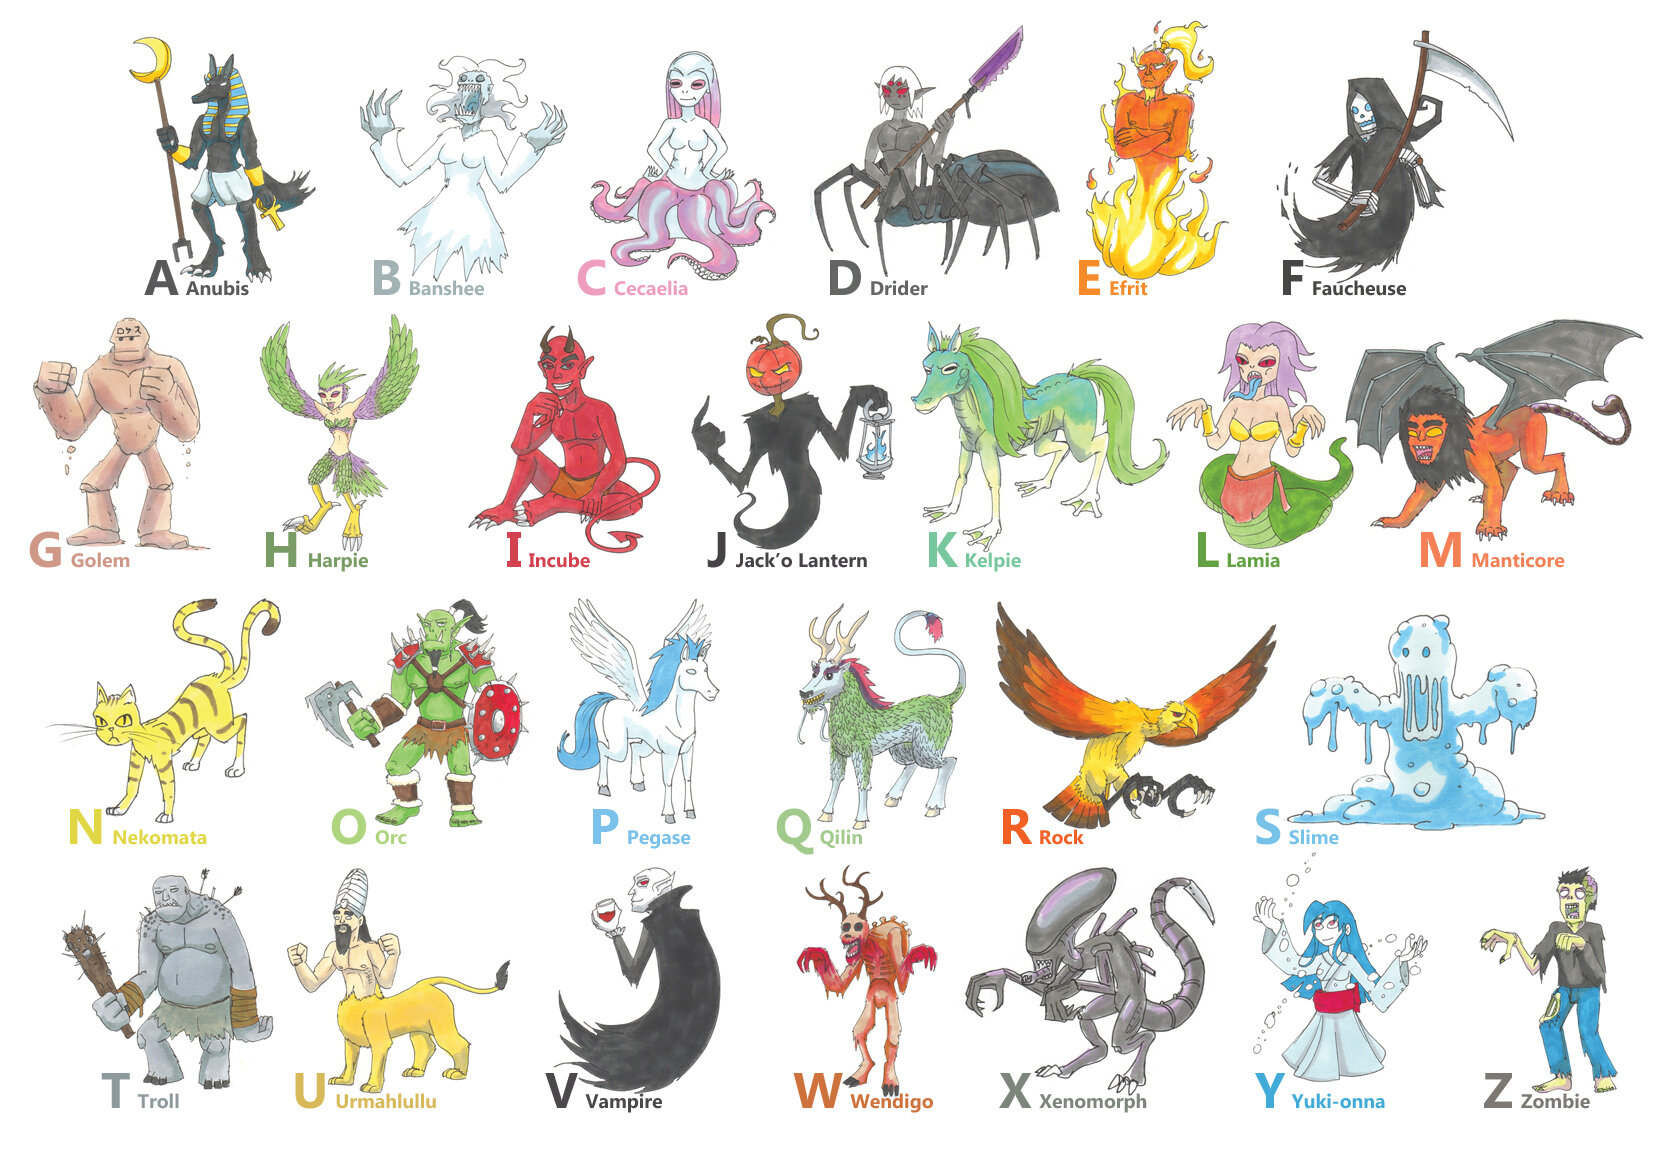 A Anubis
B Banshee
C Cecaelia
D Drider
E Efrit
F Faucheuse
G Golem
H Harpie
I Incube
J Jack'o Lantern
K Kelpie
L Lamia
M Manticore
N Nekomata
O Orc
P Pegase
Q Qilin
R Rock
S Slime
T Troll
U Urmahlullu
V Vampire
W Wendigo
X Xenomorph
Y Yuki-onna
Z Zombie